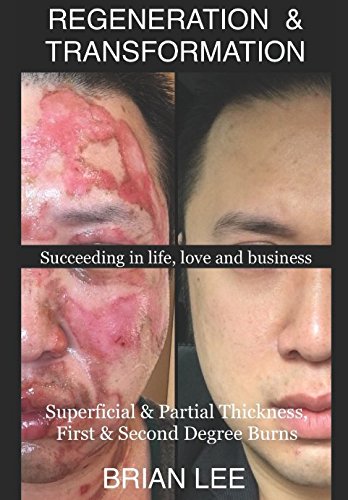 REGENERATION &
TRANSFORMATION
Succeeding in life, love and business
Superficial & Partial Thickness,
First & Second Degree Burns
BRIAN LEE